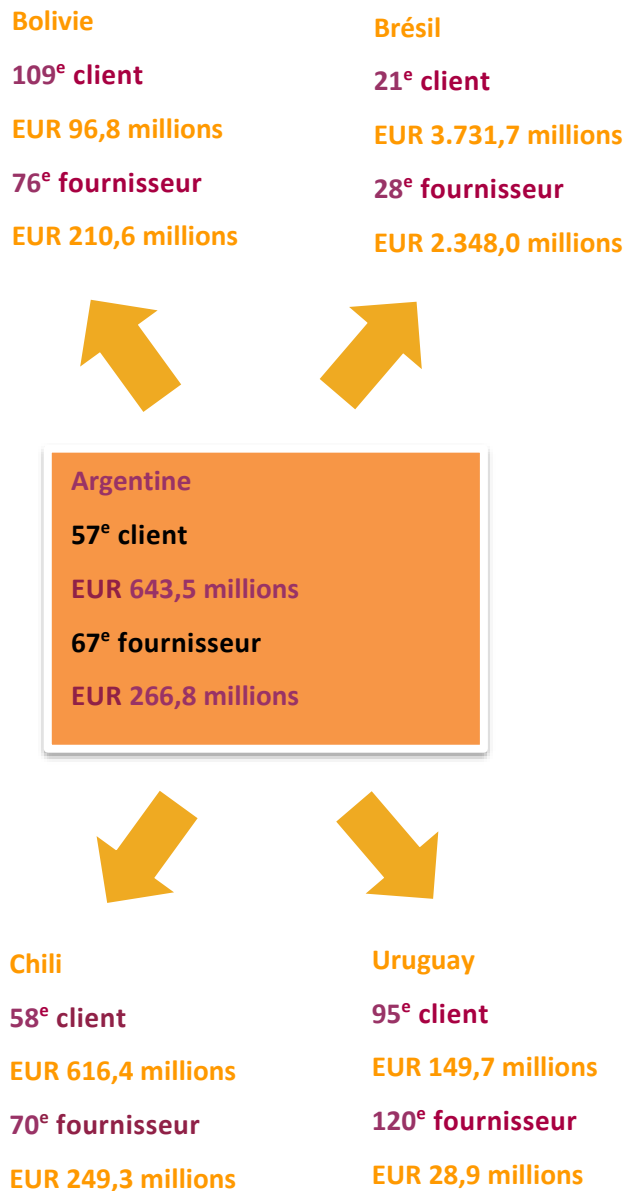 Bolivie
109e client
EUR 96,8 millions
76e fournisseur
EUR 210,6 millions
Brésil
21e client
EUR 3.731,7 millions
28e fournisseur
EUR 2.348,0 millions
Argentine
57e client
EUR 643,5 millions
67e fournisseur
EUR 266,8 millions
Chili
58e client
EUR 616,4 millions
70e fournisseur
EUR 249,3 millions
Uruguay
95e client
EUR 149,7 millions
120e fournisseur
EUR 28,9 millions